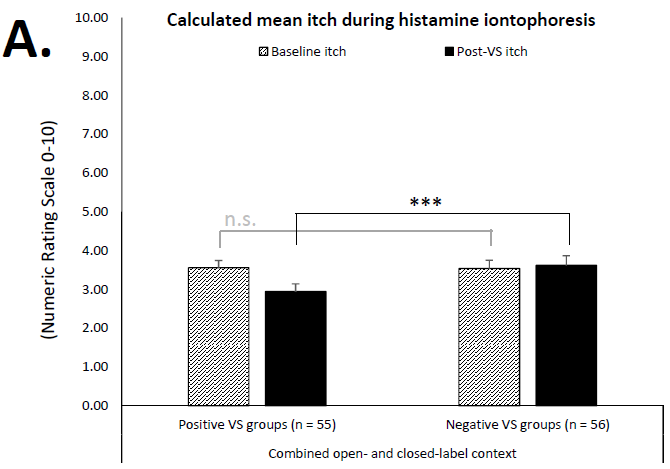 A.
Calculated mean itch during histamine iontophoresis
Baseline itch
Post-VS itch
(Numeric Rating Scale 0-10)
10.00
9.00
8.00
7.00
6.00
5.00
4.00
3.00
2.00
1.00
0.00
n.s.
***
Positive VS groups (n = 55)
Negative VS groups (n = 56)
Combined open- and closed-label context